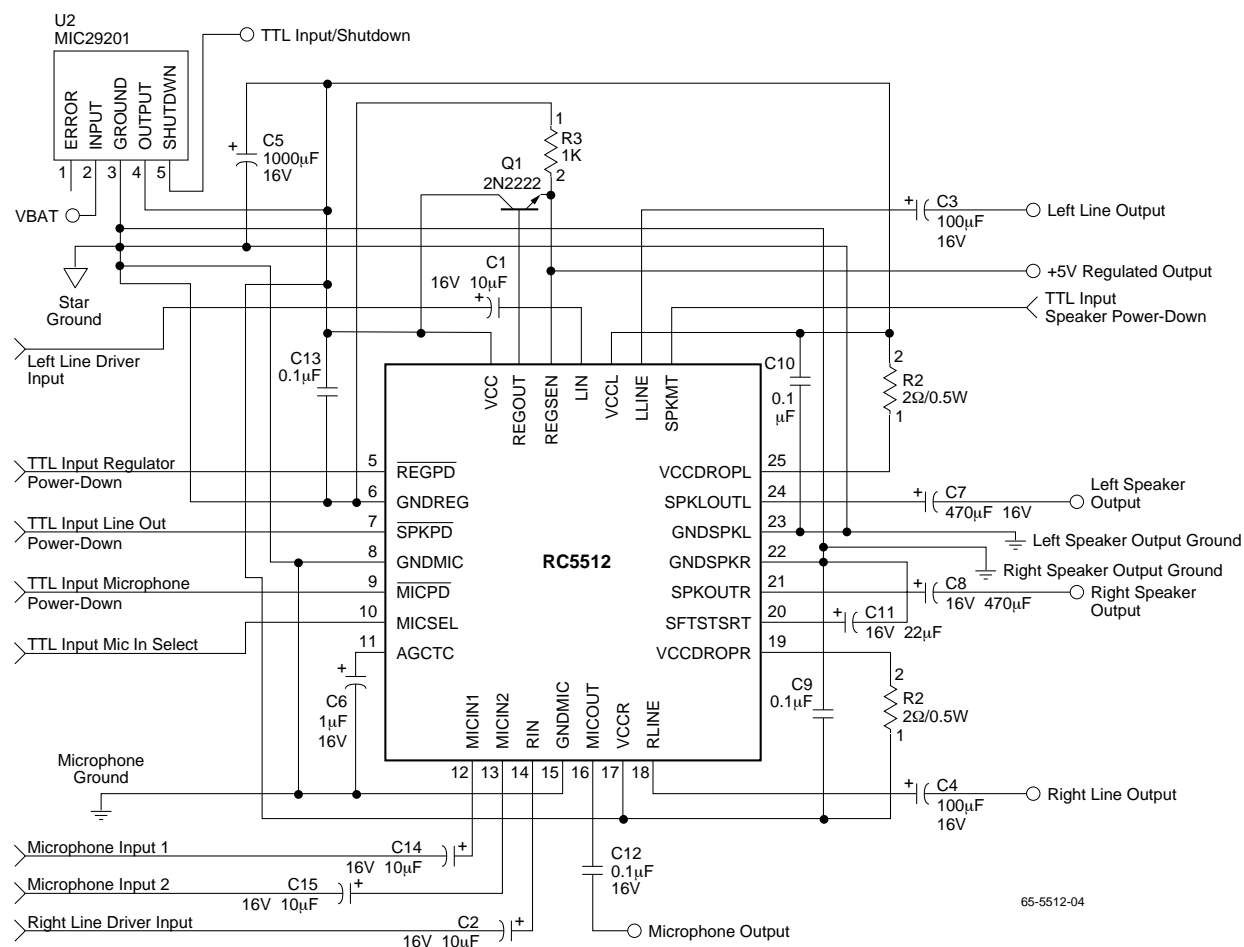 U2
MIC29201
ERROR
INPUT
GROUND
OUTPUT
SHUTDWN
1
2
3
4
5
TTL Input/Shutdown
VBAT
Star
Ground
+
C5
1000µF
16V
1
R3
1K
2
Q1
2N2222
+
C3
100µF
16V
Left Line Output
+5V Regulated Output
C1
16V 10µF
+
TTL Input
Speaker Power-Down
Left Line Driver
Input
C13
0.1µF
C10
0.1
µF
2
R2
2Ω/0.5W
1
VCC
REGOUT
REGSEN
LIN
VCCL
LLINE
SPKMT
TTL Input Regulator
Power-Down
5
REGPD
6
GNDREG
TTL Input Line Out
Power-Down
7
SPKPD
8
GNDMIC
TTL Input Microphone
Power-Down
9
MICPD
10
MICSEL
TTL Input Mic In Select
11
AGCTC
RC5512
VCCDROPL
25
SPKLOUTL
24
GNDSPKL
23
GNDSPKR
22
SPKOUTR
21
SFTSTSRT
20
VCCDROPR
19
+
C7
470µF 16V
Left Speaker
Output
Left Speaker Output Ground
Right Speaker Output Ground
+
C8
16V 470µF
Right Speaker
Output
+
C11
16V 22µF
C9
0.1µF
2
R2
2Ω/0.5W
1
+
C6
1µF
16V
MICIN1
MICIN2
RIN
GNDMIC
MICOUT
VCCR
RLINE
12
13
14
15
16
17
18
Microphone
Ground
+
C4
100µF
16V
Right Line Output
Microphone Input 1
C14
16V 10µF
+
Microphone Input 2
C15
16V 10µF
+
Right Line Driver Input
C2
16V 10µF
+
C12
0.1µF
16V
Microphone Output
65-5512-04